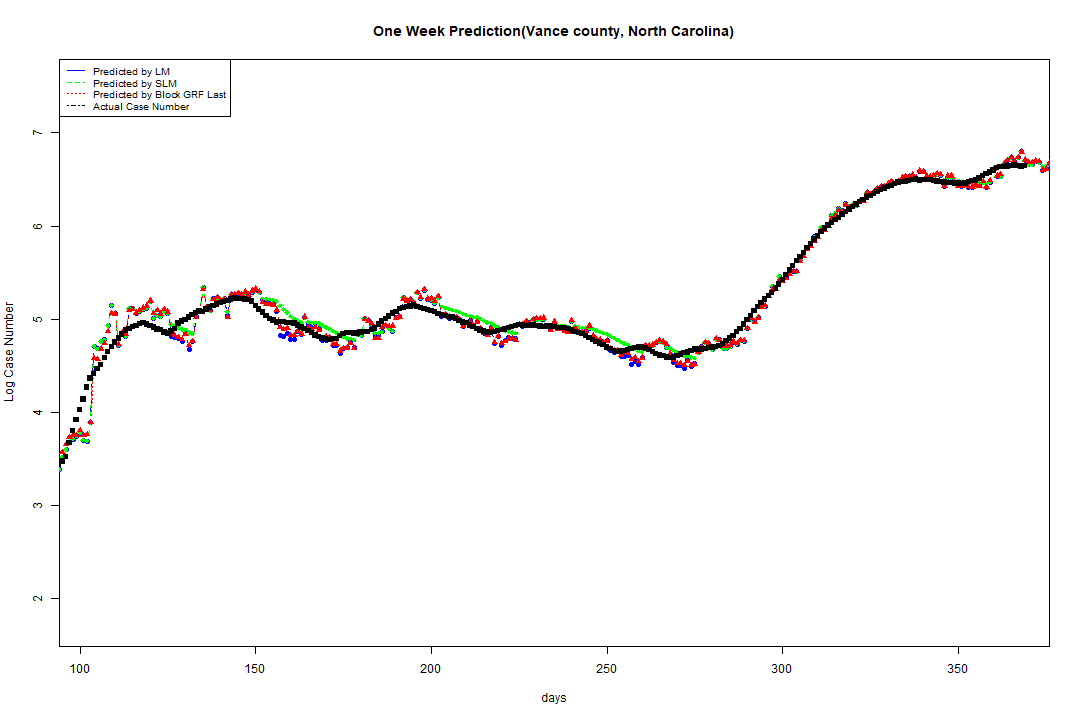 One Week Prediction(Vance county, North Carolina)
Predicted by LM
Predicted by SLM
Predicted by Block GRF Last
Actual Case Number
7
6
5
4
3
2
Log Case Number
100 150 200 250 300 350
days